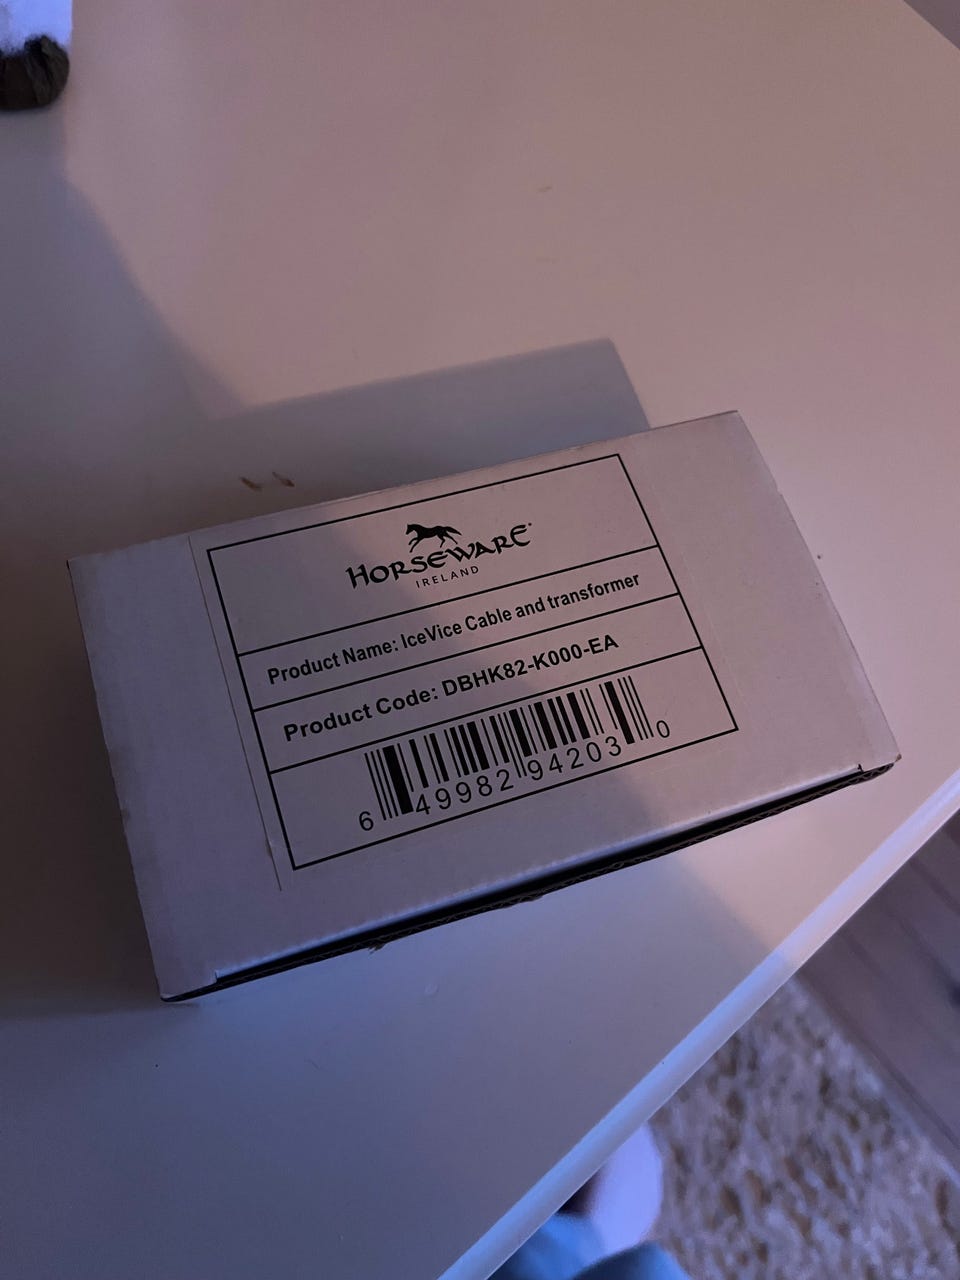 HORSEWARE
IRELAND
Product Name: IceVice Cable and transformer
Product Code: DBHK82-K000-EA
6 49982 94203 0